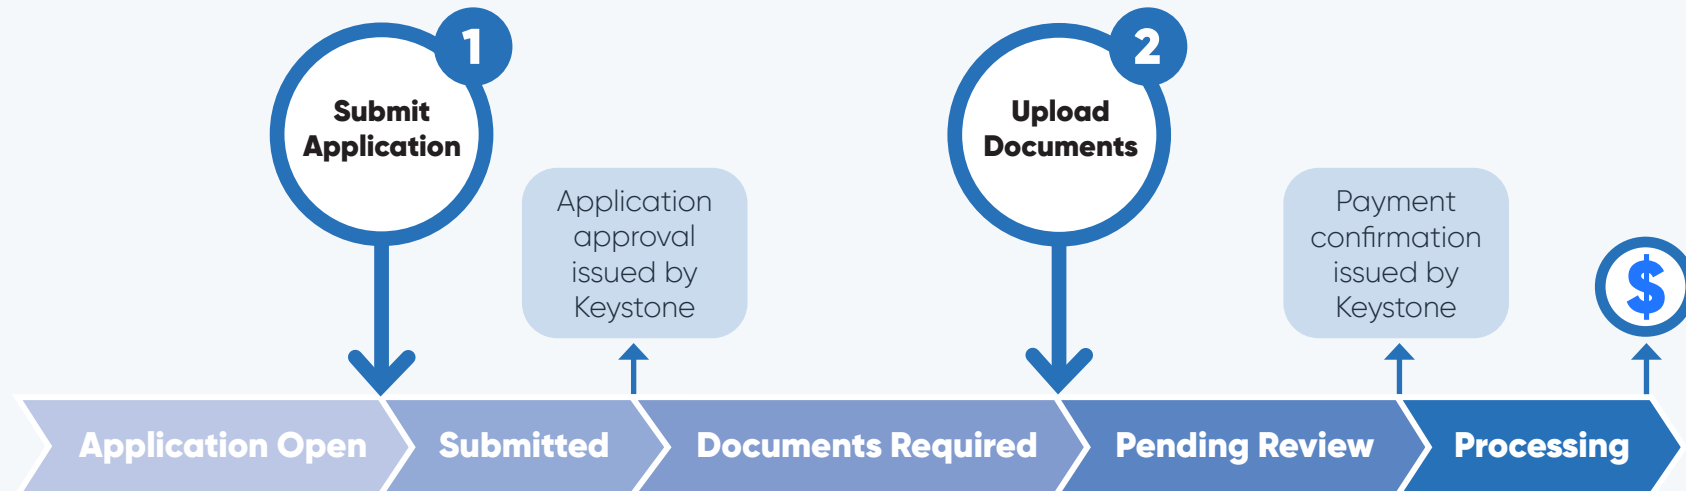 1
Submit
Application
Application
approval
issued by
Keystone
2
Upload
Documents
Payment
confirmation
issued by
Keystone
$
Application Open
Submitted
Documents Required
Pending Review
Processing